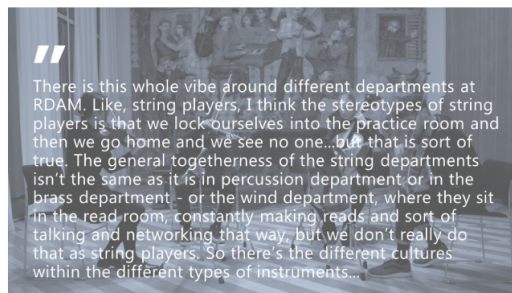 "
There is this whole vibe around different departments at
RDAM. Like, string players, I think the stereotypes of string
players is that we lock ourselves into the practice room and
then we go home and we see no one...but that is sort of
true. The general togetherness of the string departments
isn't the same as it is in percussion department or in the
brass department - or the wind department, where they sit
in the read room, constantly making reads and sort of
talking and networking that way, but we don't really do
that as string players. So there's the different cultures
within the different types of instruments...